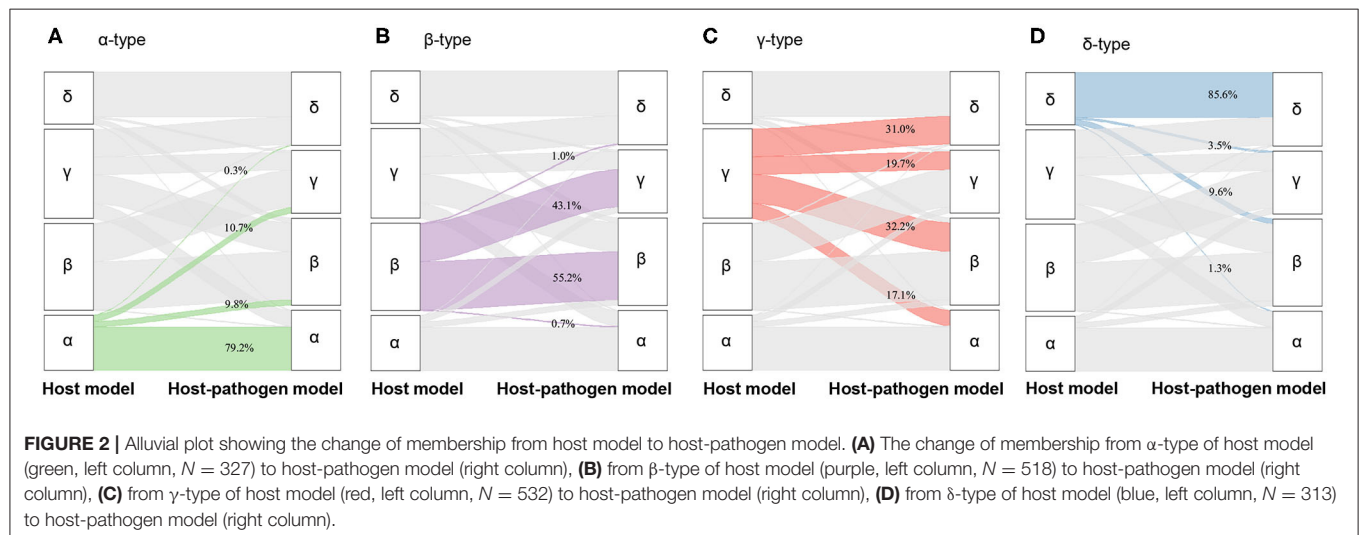 A α-type
δ
γ
β
α
δ
γ
β
α
0.3%
10.7%
9.8%
79.2%
Host model Host-pathogen model
B β-type
δ
γ
β
α
δ
γ
β
α
1.0%
43.1%
55.2%
0.7%
Host model Host-pathogen model
C γ-type
δ
γ
β
α
δ
γ
β
α
31.0%
19.7%
32.2%
17.1%
Host model Host-pathogen model
D δ-type
δ
γ
β
α
δ
γ
β
α
85.6%
3.5%
9.6%
1.3%
Host model Host-pathogen model
FIGURE 2 | Alluvial plot showing the change of membership from host model to host-pathogen model. (A) The change of membership from α-type of host model
(green, left column, N = 327) to host-pathogen model (right column), (B) from β-type of host model (purple, left column, N = 518) to host-pathogen model (right
column), (C) from γ-type of host model (red, left column, N = 532) to host-pathogen model (right column), (D) from δ-type of host model (blue, left column, N = 313)
to host-pathogen model (right column).